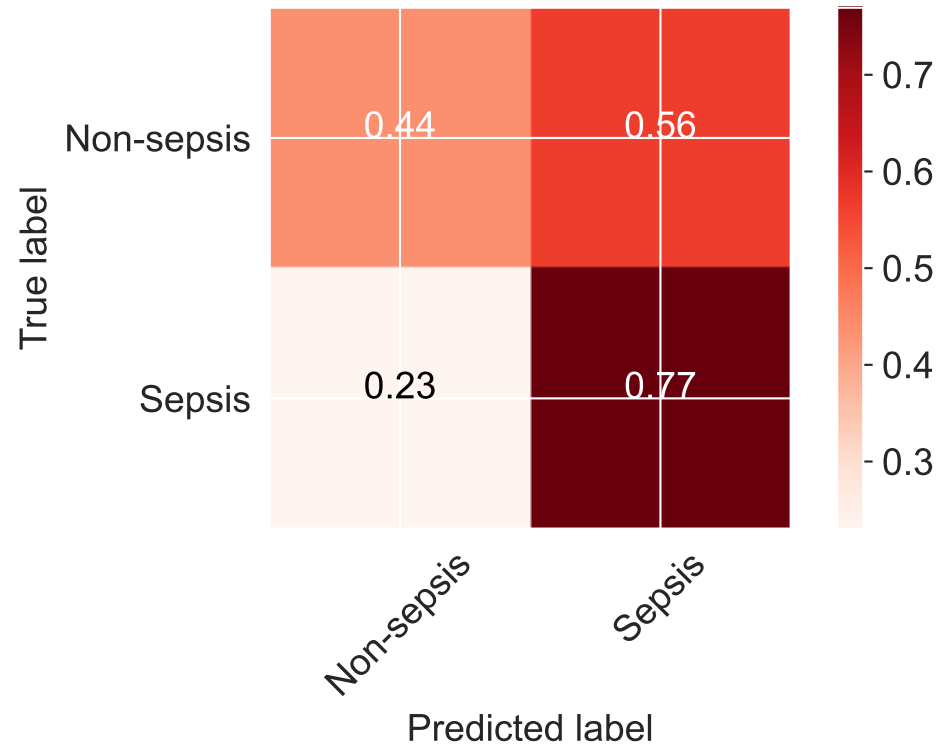 True label
Non-sepsis
Sepsis
0.44 0.56
0.23 0.77
Non-sepsis Sepsis
Predicted label
0.7
0.6
0.5
0.4
0.3